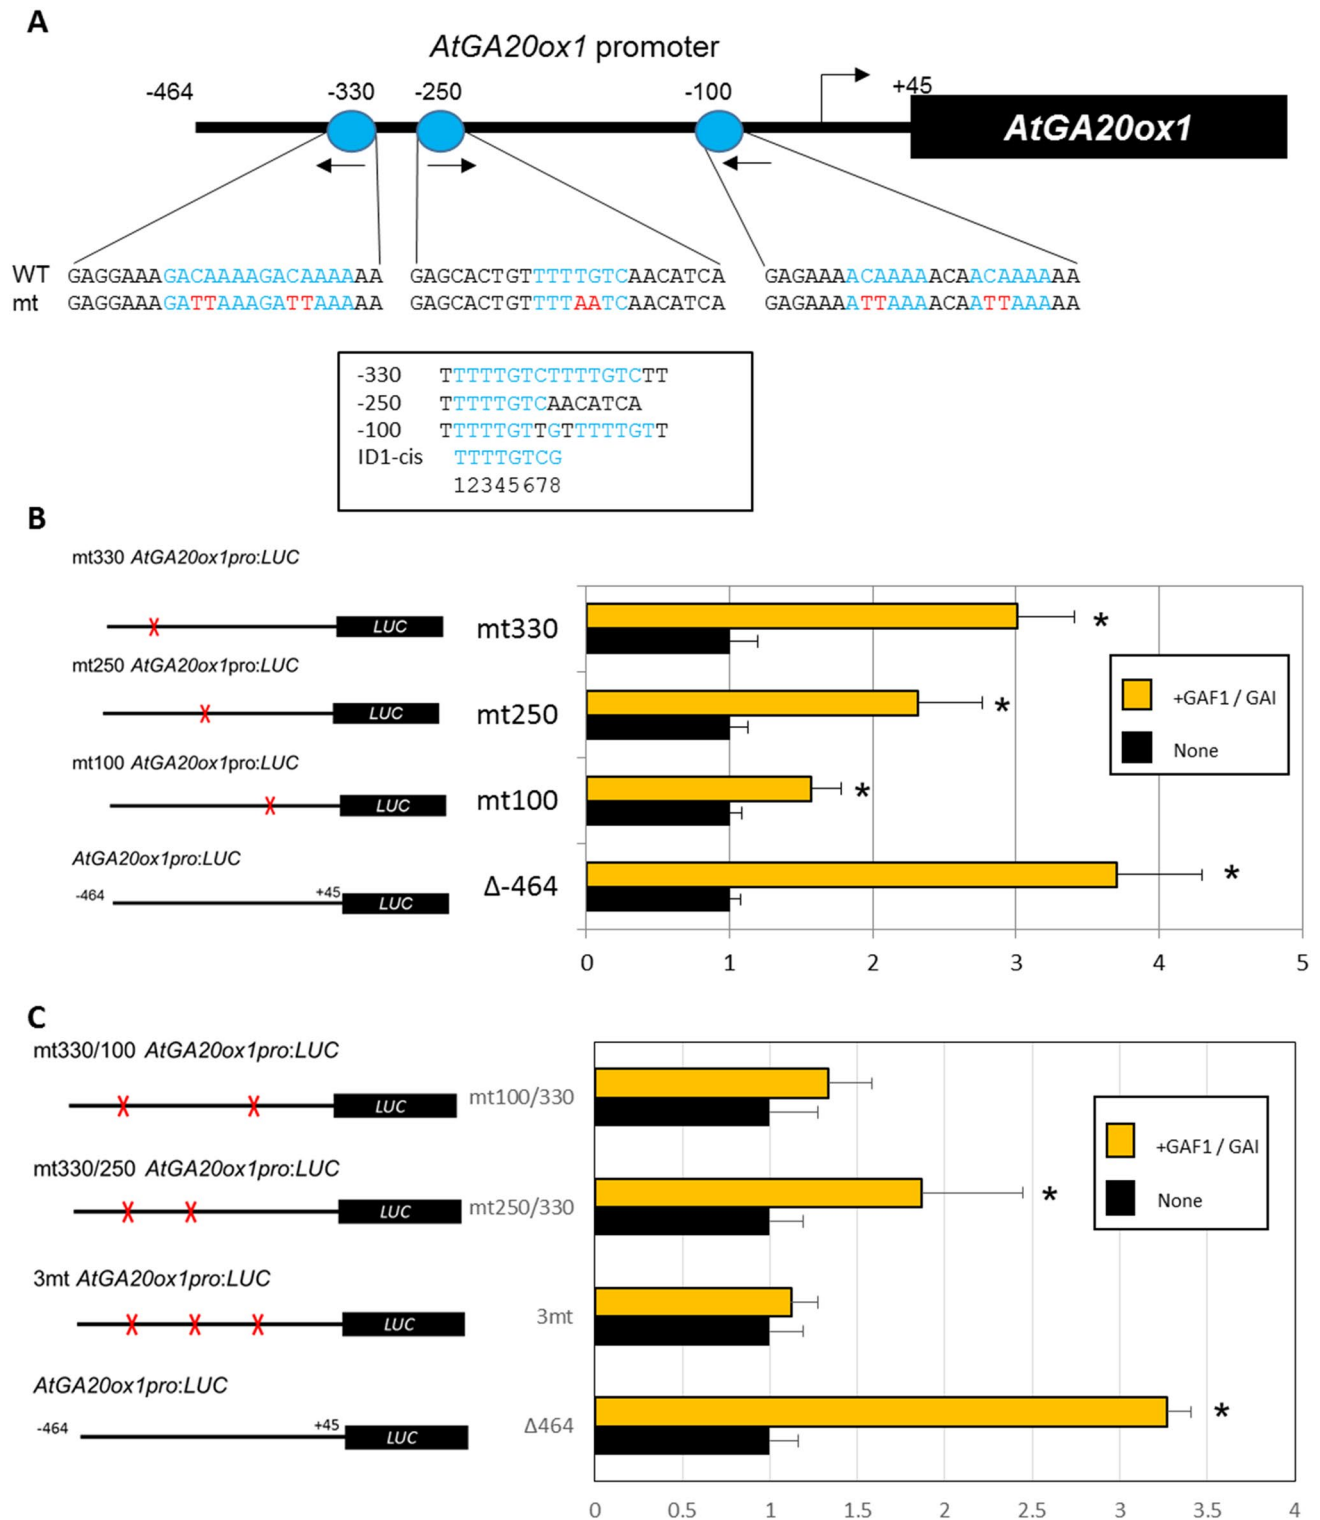 A
AtGA20ox1 promoter
-464 -330 -250 -100 +45
AtGA20ox1
WT GAGGAAAGACAAAAGACAAAAAA GAGCACTGTTTTTGTCAACATCA GAGAAAACAAAAACAACAAAAAA
mt GAGGAAAGATTAAAGATTAAAAA GAGCACTGTTTTAATCAACATCA GAGAAAATTAAAACAATTAAAAA
-330 TTTTTGTCTTTTGTCTT
-250 TTTTTGTCAACATCA
-100 TTTTTGTTGTTTTTGTT
ID1-cis TTTTGTCG
12345678
B
mt330 AtGA20ox1pro:LUC
LUC
mt330
mt250 AtGA20ox1pro:LUC
LUC
mt250
mt100 AtGA20ox1pro:LUC
LUC
mt100
AtGA20ox1pro:LUC
-464 +45
LUC
Δ-464
*
*
*
*
+GAF1 / GAI
None
0 1 2 3 4 5
C
mt330/100 AtGA20ox1pro:LUC
LUC
mt100/330
mt330/250 AtGA20ox1pro:LUC
LUC
mt250/330
3mt AtGA20ox1pro:LUC
LUC
3mt
AtGA20ox1pro:LUC
-464 +45
LUC
Δ464
*
*
+GAF1 / GAI
None
0 0.5 1 1.5 2 2.5 3 3.5 4